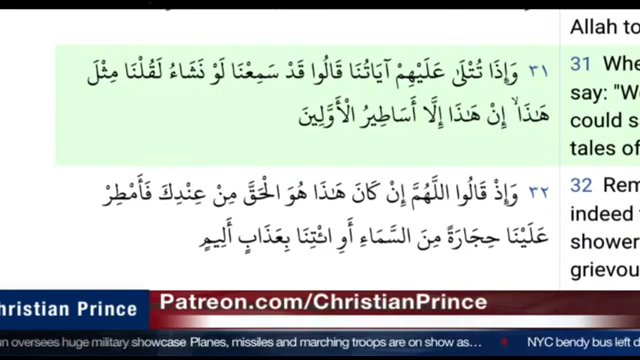 Allah to
٣١ وَإِذَا تُتْلَىٰ عَلَيْهِمْ آيَاتُنَا قَالُوا قَدْ سَمِعْنَا لَوْ نَشَاءُ لَقُلْنَا مِثْلَ
هَٰذَا ۙ إِنْ هَٰذَا إِلَّا أَسَاطِيرُ الْأَوَّلِينَ
31 Whe
say: "W
could s
tales of
٣٢ وَإِذْ قَالُوا اللَّهُمَّ إِنْ كَانَ هَٰذَا هُوَ الْحَقَّ مِنْ عِنْدِكَ فَأَمْطِرْ
عَلَيْنَا حِجَارَةً مِنَ السَّمَاءِ أَوِ ائْتِنَا بِعَذَابٍ أَلِيمٍ
32 Rem
indeed
shower
grievou
Christian Prince
Patreon.com/ChristianPrince
un oversees huge military showcase Planes, missiles and marching troops are on show as... NYC bendy bus left d